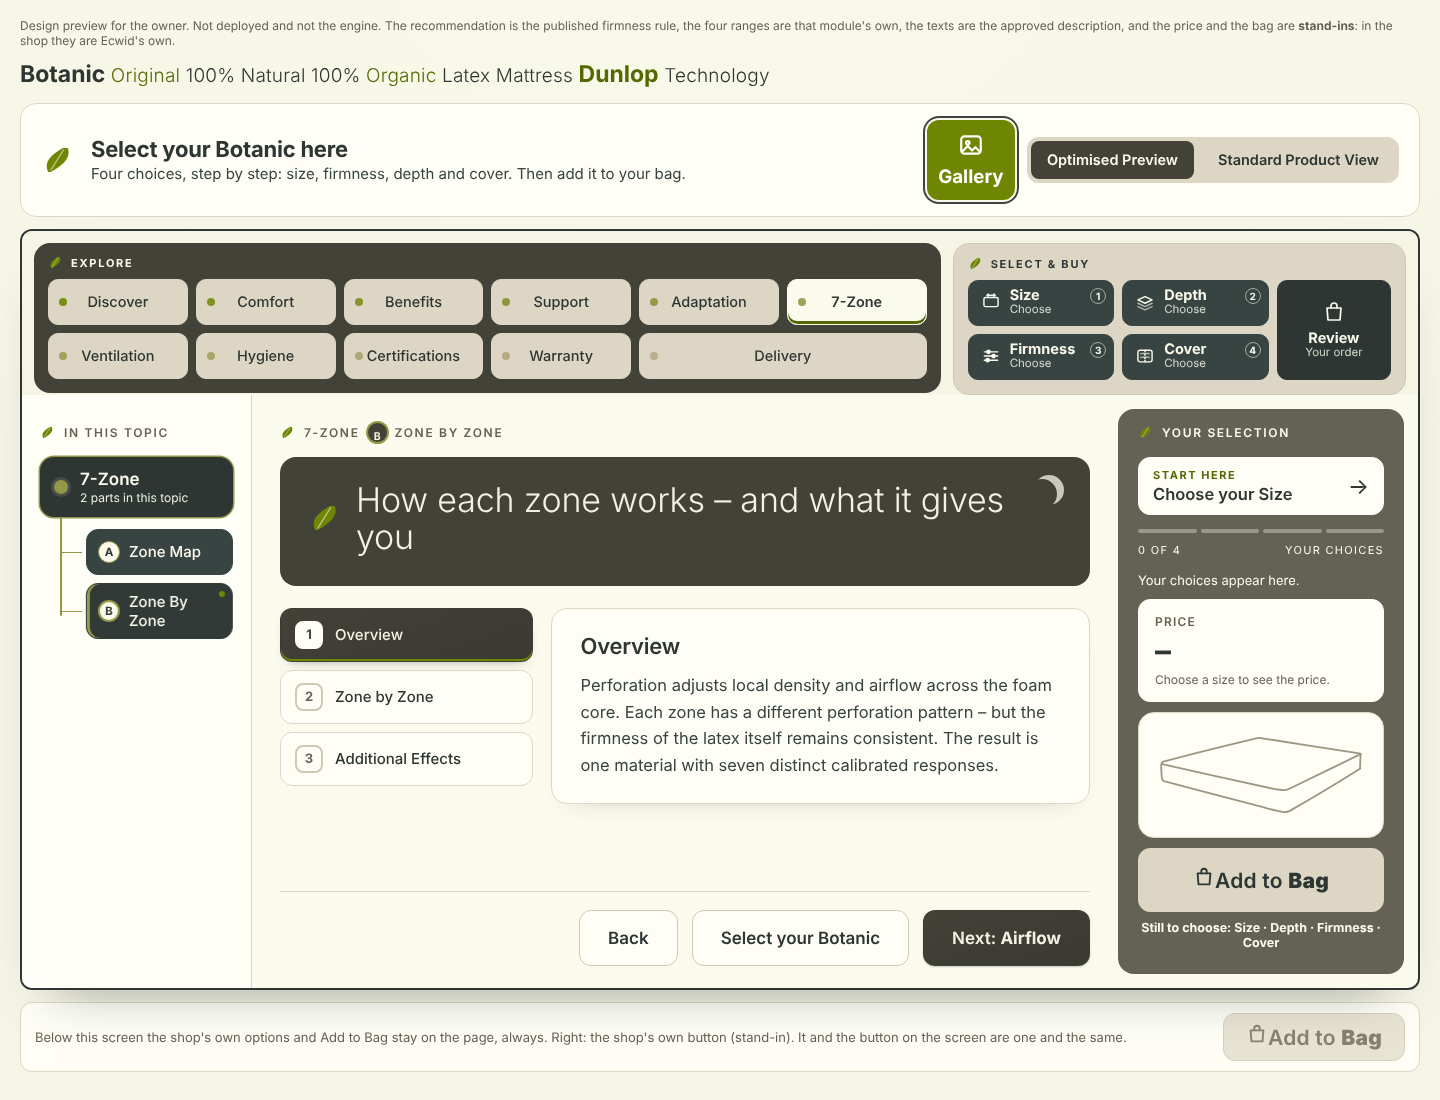 Design preview for the owner. Not deployed and not the engine. The recommendation is the published firmness rule, the four ranges are that module's own, the texts are the approved description, and the price and the bag are stand-ins: in the
shop they are Ecwid's own.
Botanic Original 100% Natural 100% Organic Latex Mattress Dunlop Technology
Select your Botanic here
Four choices, step by step: size, firmness, depth and cover. Then add it to your bag.
Gallery
Optimised Preview
Standard Product View
EXPLORE
Discover
Comfort
Benefits
Support
Adaptation
7-Zone
Ventilation
Hygiene
Certifications
Warranty
Delivery
SELECT & BUY
Size
Choose
1
Depth
Choose
2
Firmness
Choose
3
Cover
Choose
4
Review
Your order
IN THIS TOPIC
7-Zone
2 parts in this topic
A Zone Map
B Zone By
Zone
7-ZONE B ZONE BY ZONE
How each zone works – and what it gives
you
1 Overview
2 Zone by Zone
3 Additional Effects
Overview
Perforation adjusts local density and airflow across the foam
core. Each zone has a different perforation pattern – but the
firmness of the latex itself remains consistent. The result is
one material with seven distinct calibrated responses.
Back
Select your Botanic
Next: Airflow
YOUR SELECTION
START HERE
Choose your Size
0 OF 4
YOUR CHOICES
Your choices appear here.
PRICE
–
Choose a size to see the price.
Add to Bag
Still to choose: Size · Depth · Firmness ·
Cover
Below this screen the shop's own options and Add to Bag stay on the page, always. Right: the shop's own button (stand-in). It and the button on the screen are one and the same.
Add to Bag